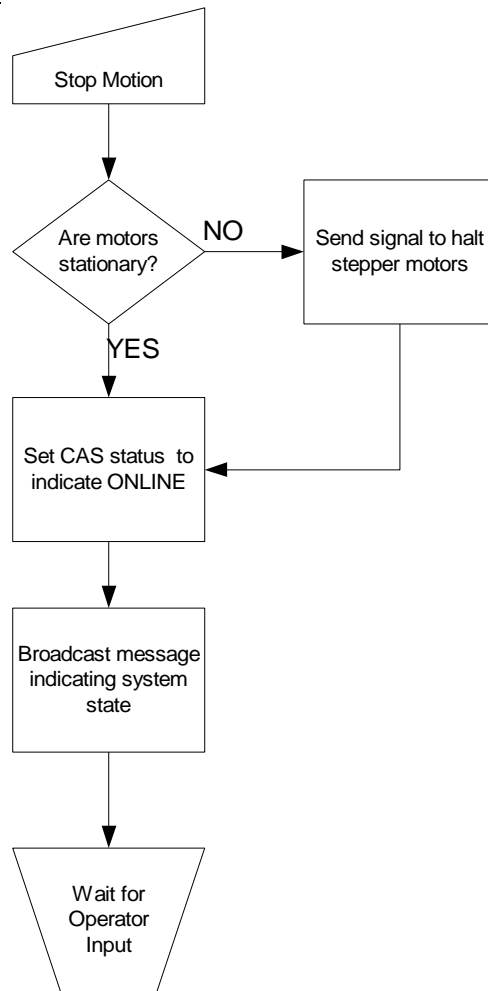 Stop Motion
Are motors
stationary?
NO
Send signal to halt
stepper motors
YES
Set CAS status to
indicate ONLINE
Broadcast message
indicating system
state
Wait for
Operator
Input